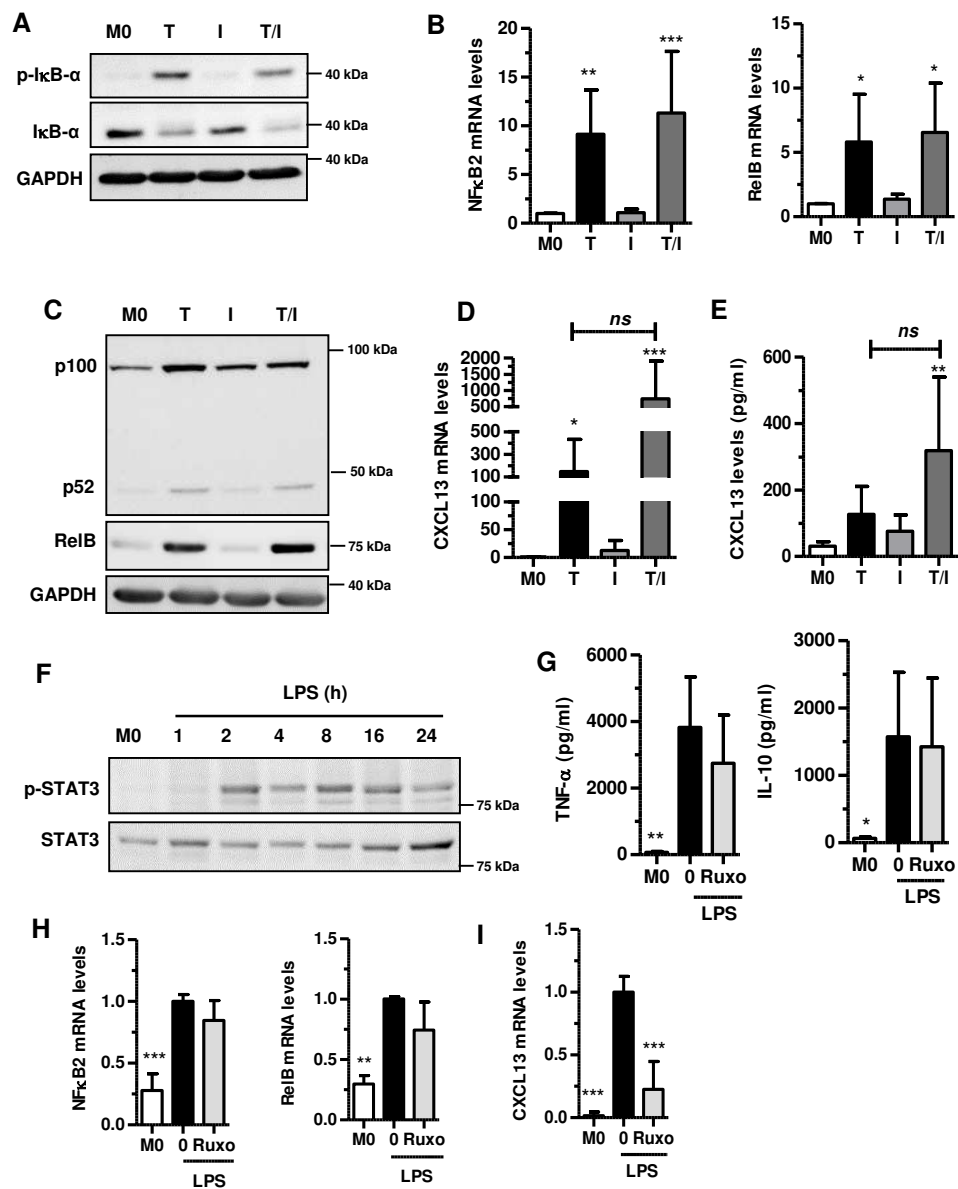 A
M0 T I T/I
p-IκB-α
40 kDa
IκB-α
40 kDa
GAPDH
40 kDa
B
NFκB2 mRNA levels
20
15
10
5
0
**
***
M0 T I T/I
RelB mRNA levels
15
10
5
0
*
*
M0 T I T/I
C
M0 T I T/I
p100
100 kDa
p52
50 kDa
RelB
75 kDa
GAPDH
40 kDa
D
ns
CXCL13 mRNA levels
2000
1500
1000
500
500
400
300
200
100
100
75
50
25
0
*
***
M0 T I T/I
E
ns
CXCL13 levels (pg/ml)
600
400
200
0
**
M0 T I T/I
F
LPS (h)
M0 1 2 4 8 16 24
p-STAT3
75 kDa
STAT3
75 kDa
G
TNF-α
(pg/ml)
6000
4000
2000
0
**
M0 0 Ruxo
LPS
IL-10 (pg/ml)
3000
2000
1000
0
*
M0 0 Ruxo
LPS
H
NFκB2 mRNA levels
1.5
1.0
0.5
0.0
***
M0 0 Ruxo
LPS
RelB mRNA levels
1.5
1.0
0.5
0.0
**
M0 0 Ruxo
LPS
I
CXCL13 mRNA levels
1.5
1.0
0.5
0.0
***
***
M0 0 Ruxo
LPS